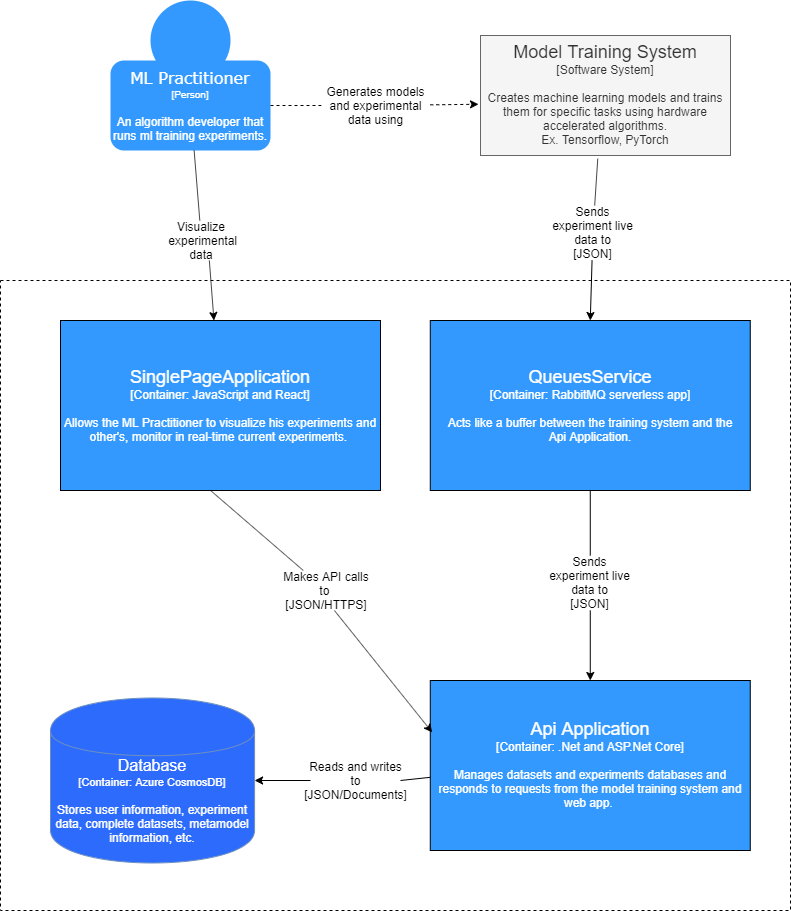 ML Practitioner
[Person]
An algorithm developer that
runs ml training experiments.
Generates models
and experimental
data using
Model Training System
[Software System]
Creates machine learning models and trains
them for specific tasks using hardware
accelerated algorithms.
Ex. Tensorflow, PyTorch
Visualize
experimental
data
Sends
experiment live
data to
[JSON]
SinglePageApplication
[Container: JavaScript and React]
Allows the ML Practitioner to visualize his experiments and
other's, monitor in real-time current experiments.
QueuesService
[Container: RabbitMQ serverless app]
Acts like a buffer between the training system and the
Api Application.
Makes API calls
to
[JSON/HTTPS]
Sends
experiment live
data to
[JSON]
Database
[Container: Azure CosmosDB]
Stores user information, experiment
data, complete datasets, metamodel
information, etc.
Reads and writes
to
[JSON/Documents]
Api Application
[Container: .Net and ASP.Net Core]
Manages datasets and experiments databases and
responds to requests from the model training system and
web app.